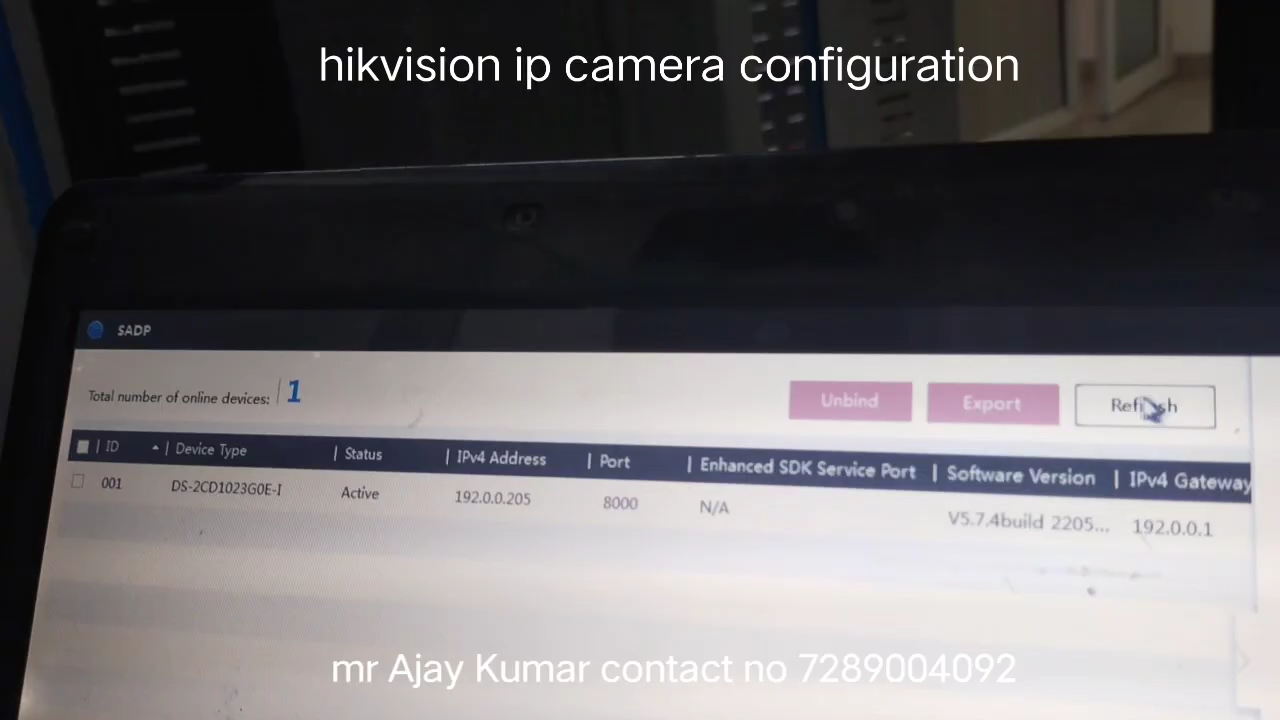 hikvision ip camera configuration
SADP
Total number of online devices: 1
Unbind
Export
Refresh
ID
Device Type
Status
IPv4 Address
Port
Enhanced SDK Service Port
Software Version
IPv4 Gateway
001
DS-2CD1023G0E-I
Active
192.0.0.205
8000
N/A
V5.7.4build 2205...
192.0.0.1
mr Ajay Kumar contact no 7289004092